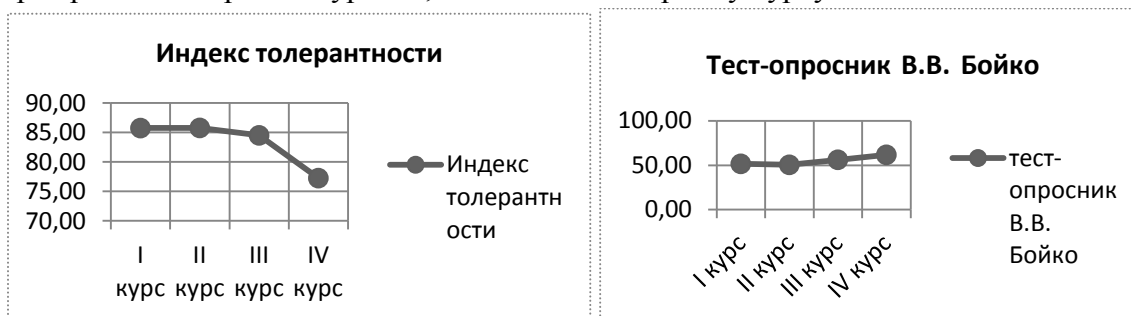 Индекс толерантности
90,00
85,00
80,00
75,00
70,00
I
курс
II
курс
III
курс
IV
курс
Индекс
толерантн
ости
Тест-опросник В.В. Бойко
100,00
50,00
0,00
I курс
II курс
III курс
IV курс
тест-
опросник
В.В.
Бойко